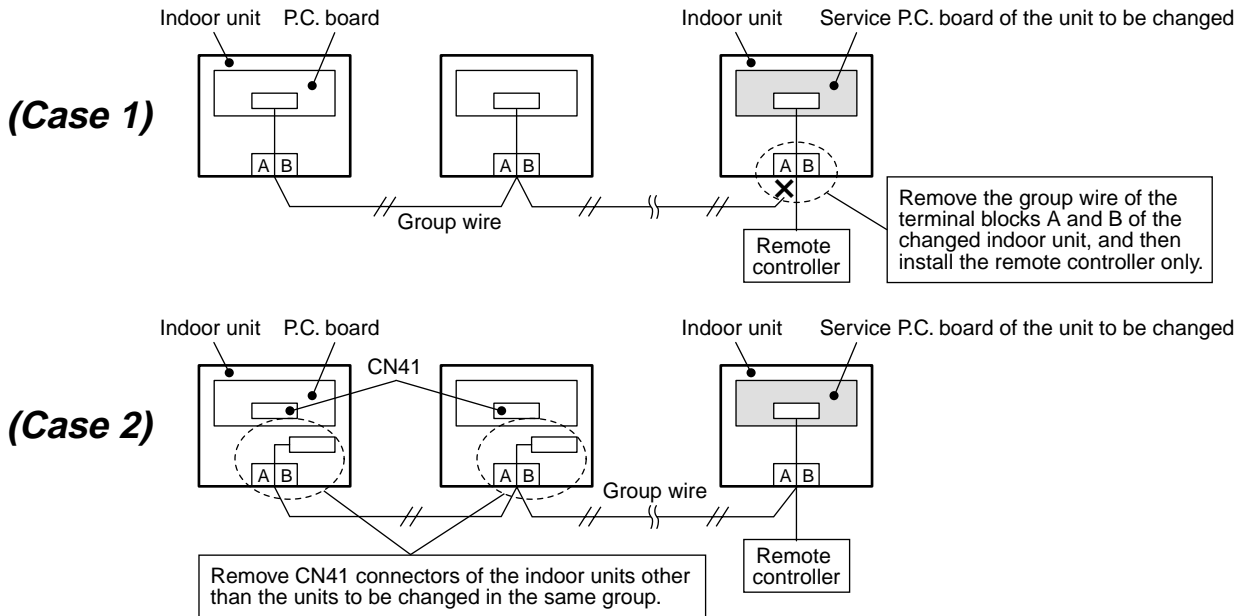 Indoor unit P.C. board
Indoor unit Service P.C. board of the unit to be changed
(Case 1)
A B
A B
A B
Group wire
Remote
controller
Remove the group wire of the
terminal blocks A and B of the
changed indoor unit, and then
install the remote controller only.
Indoor unit P.C. board
Indoor unit Service P.C. board of the unit to be changed
CN41
(Case 2)
A B
A B
A B
Group wire
Remote
controller
Remove CN41 connectors of the indoor units other
than the units to be changed in the same group.